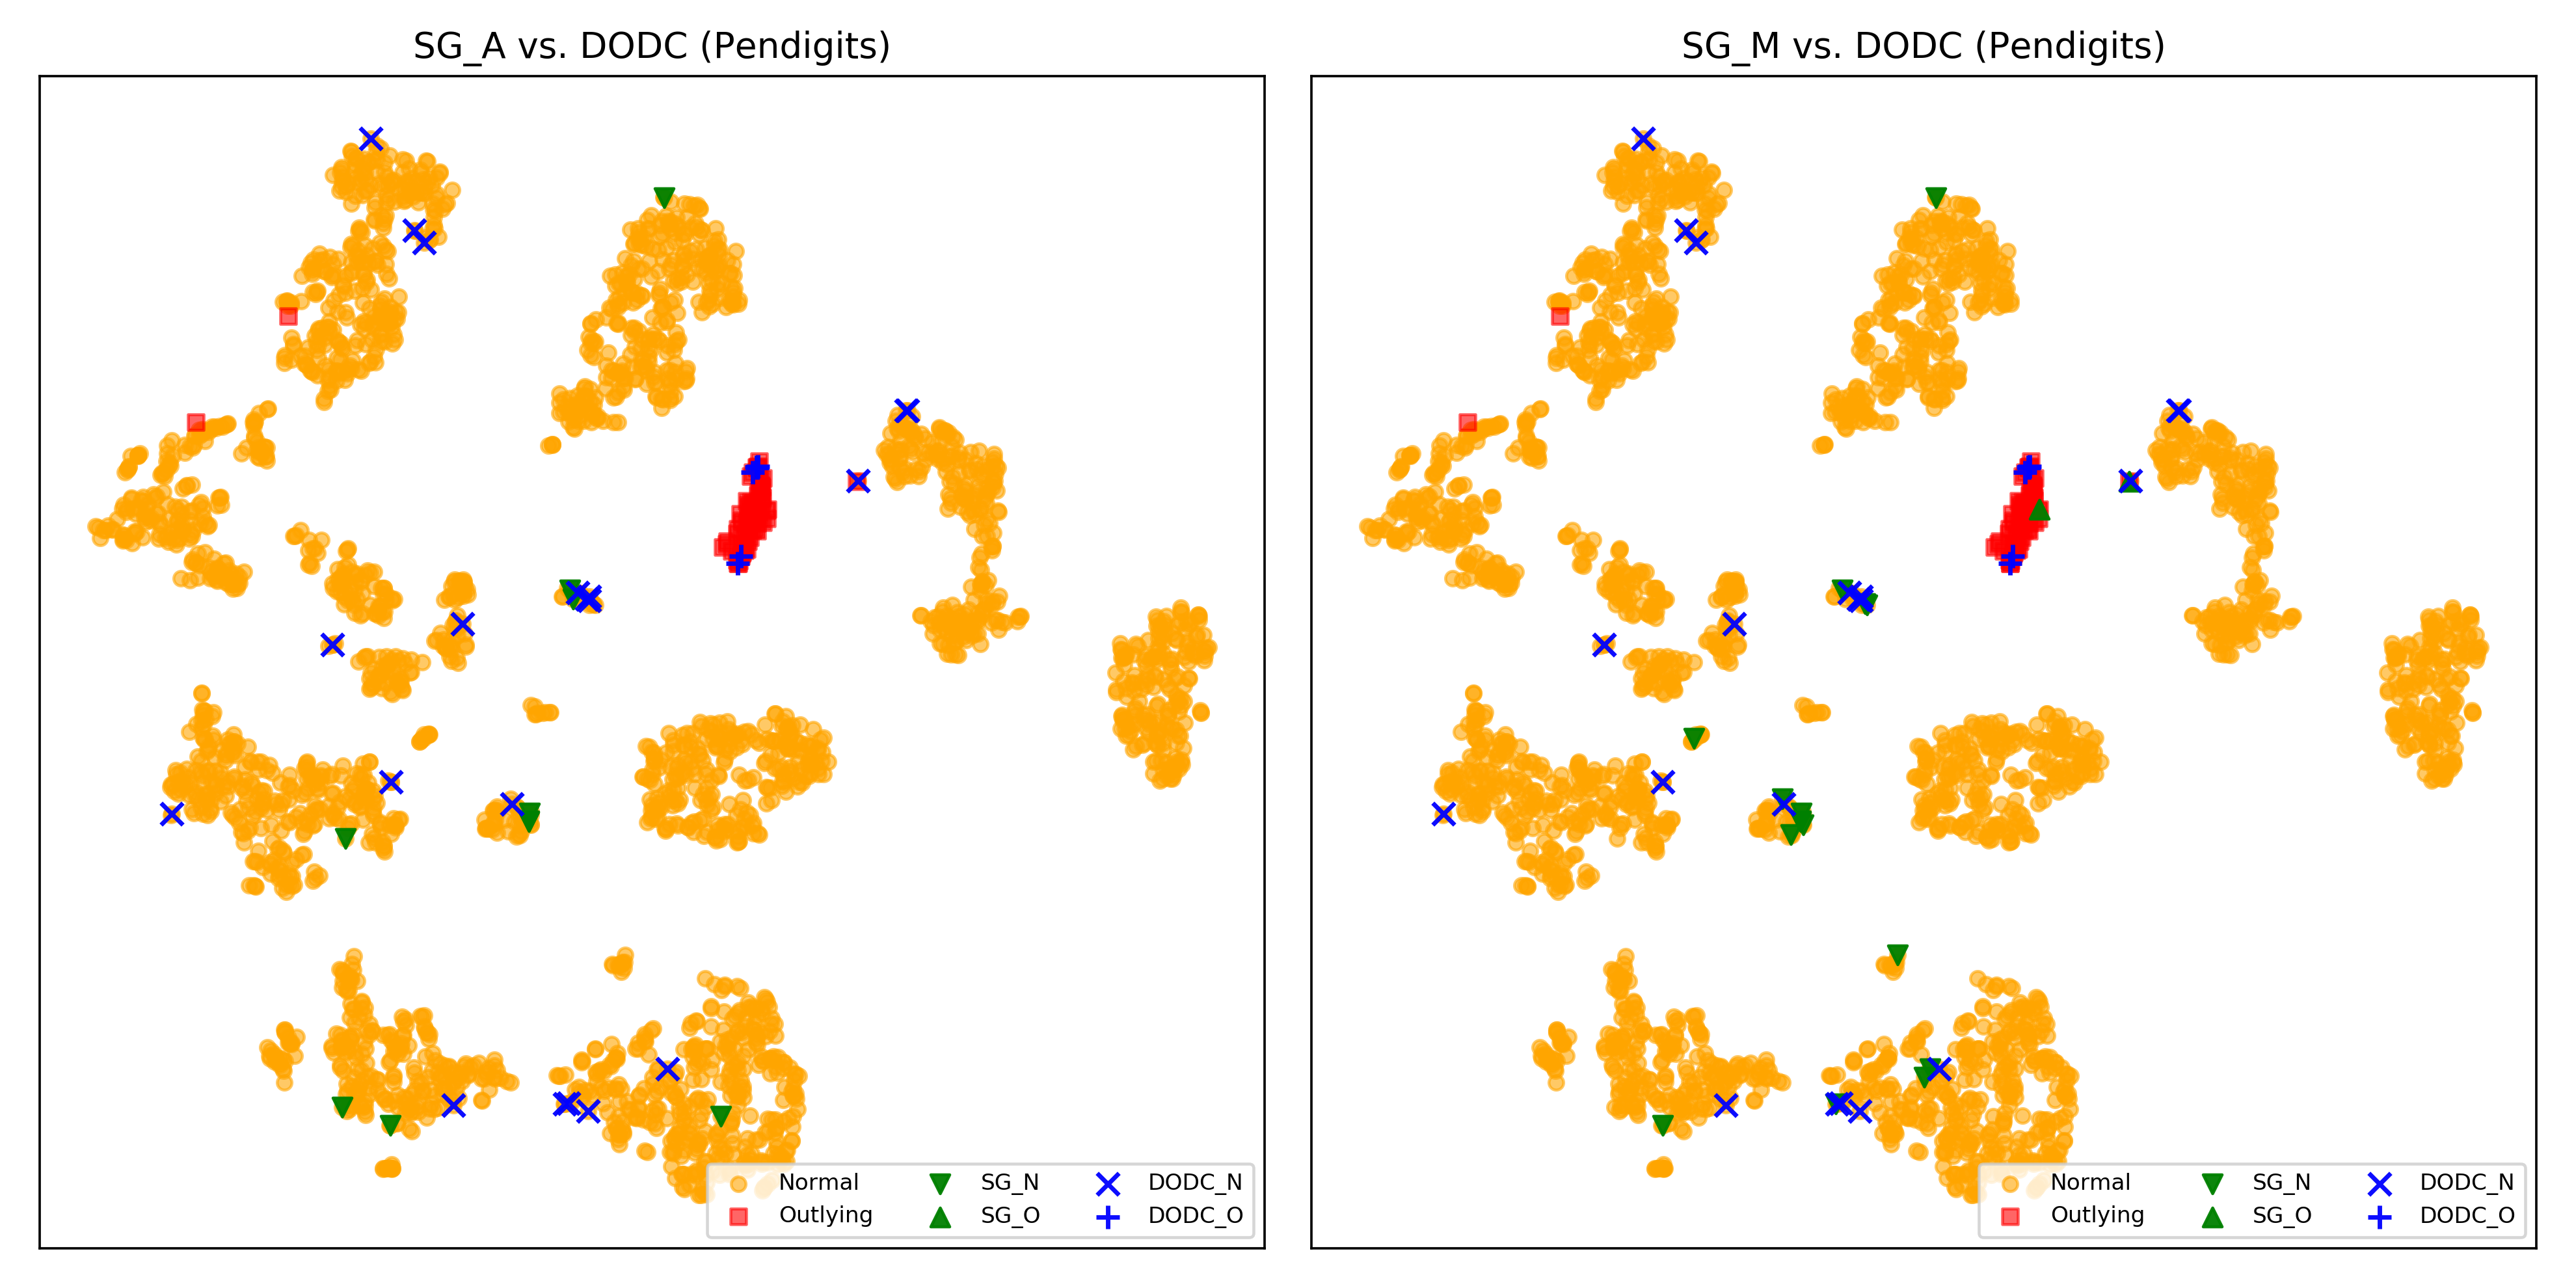 SG_A vs. DODC (Pendigits)
Normal SG_N DODC_N
Outlying SG_O DODC_O
SG_M vs. DODC (Pendigits)
Normal SG_N DODC_N
Outlying SG_O DODC_O